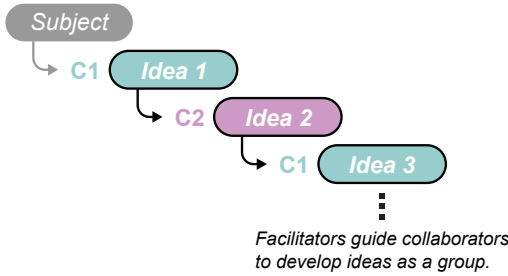 Subject
C1 Idea 1
C2 Idea 2
C1 Idea 3
Facilitators guide collaborators
to develop ideas as a group.